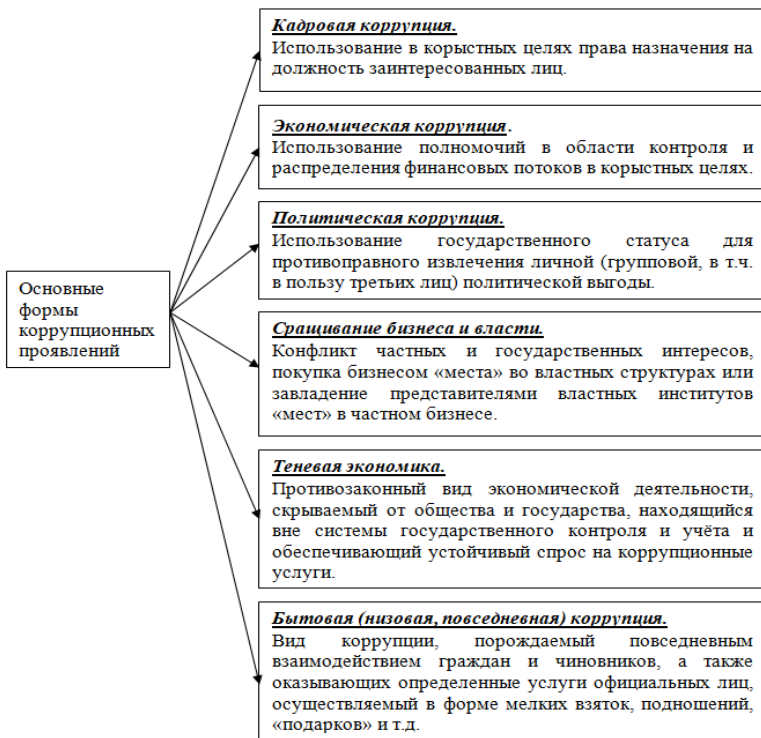 Основные
формы
коррупционных
проявлений
Кадровая коррупция.
Использование в корыстных целях права назначения на
должность заинтересованных лиц.
Экономическая коррупция.
Использование полномочий в области контроля и
распределения финансовых потоков в корыстных целях.
Политическая коррупция.
Использование государственного статуса для
противоправного извлечения личной (групповой, в т.ч.
в пользу третьих лиц) политической выгоды.
Сращивание бизнеса и власти.
Конфликт частных и государственных интересов,
покупка бизнесом «места» во властных структурах или
завладение представителями властных институтов
«мест» в частном бизнесе.
Теневая экономика.
Противозаконный вид экономической деятельности,
скрываемый от общества и государства, находящийся
вне системы государственного контроля и учёта и
обеспечивающий устойчивый спрос на коррупционные
услуги.
Бытовая (низовая, повседневная) коррупция.
Вид коррупции, порождаемый повседневным
взаимодействием граждан и чиновников, а также
оказывающих определенные услуги официальных лиц,
осуществляемый в форме мелких взяток, подношений,
«подарков» и т.д.